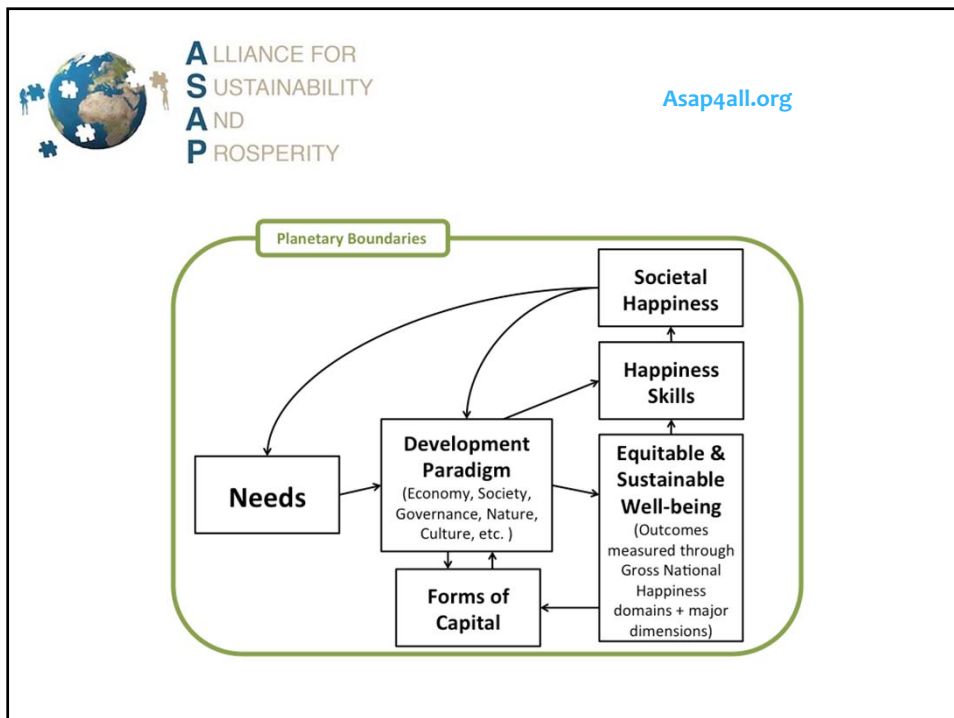 ALLIANCE FOR
SUSTAINABILITY
AND
PROSPERITY
Asap4all.org
Planetary Boundaries
Societal
Happiness
Happiness
Skills
Development
Paradigm
(Economy, Society,
Governance, Nature,
Culture, etc. )
Equitable &
Sustainable
Well-being
(Outcomes
measured through
Gross National
Happiness
domains + major
dimensions)
Needs
Forms of
Capital